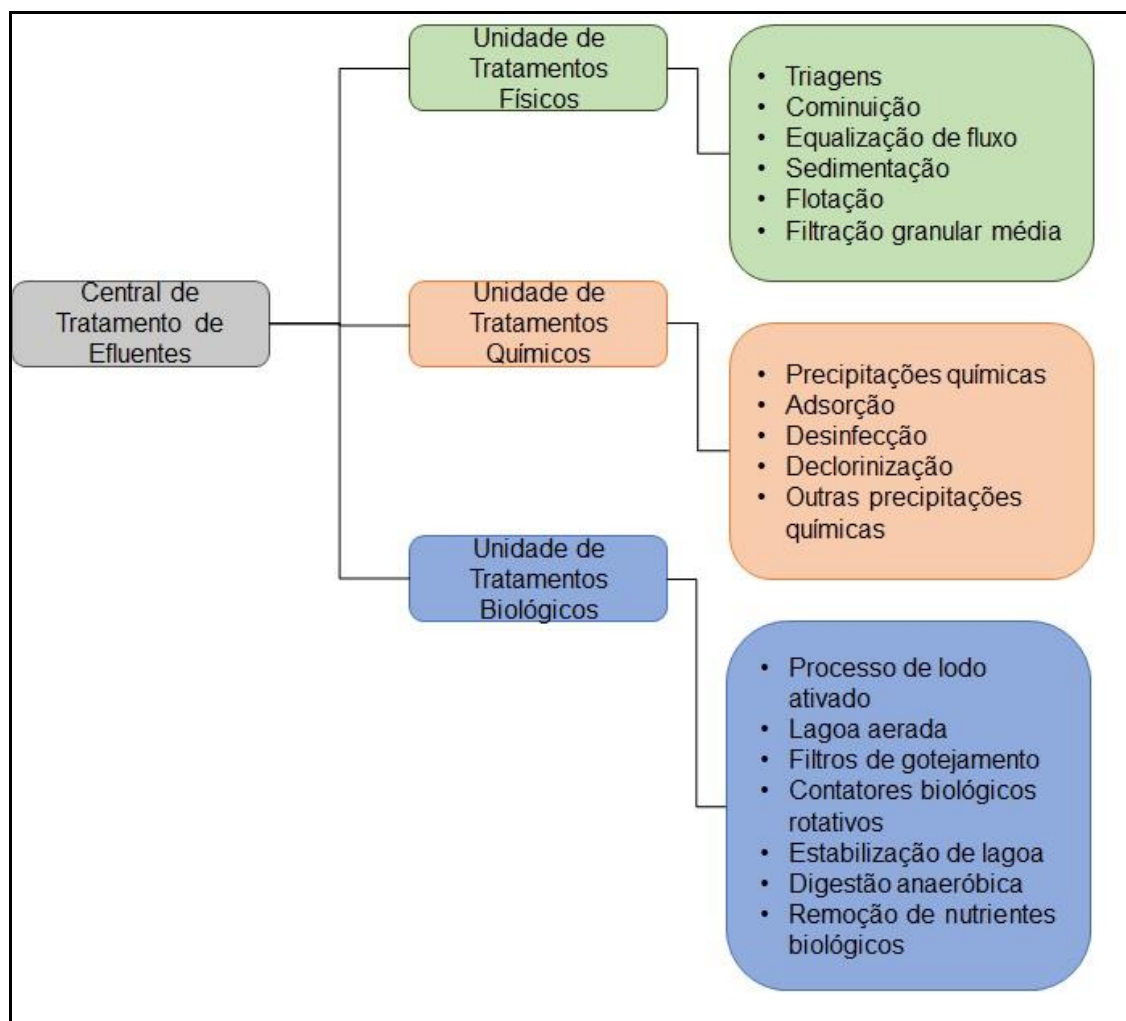 Unidade de
Tratamentos
Físicos
• Triagens
• Cominuição
• Equalização de fluxo
• Sedimentação
• Flotação
• Filtração granular média
Central de
Tratamento de
Efluentes
Unidade de
Tratamentos
Químicos
• Precipitações químicas
• Adsorção
• Desinfecção
• Declorinização
• Outras precipitações
químicas
Unidade de
Tratamentos
Biológicos
• Processo de lodo
ativado
• Lagoa aerada
• Filtros de gotejamento
• Contatores biológicos
rotativos
• Estabilização de lagoa
• Digestão anaeróbica
• Remoção de nutrientes
biológicos